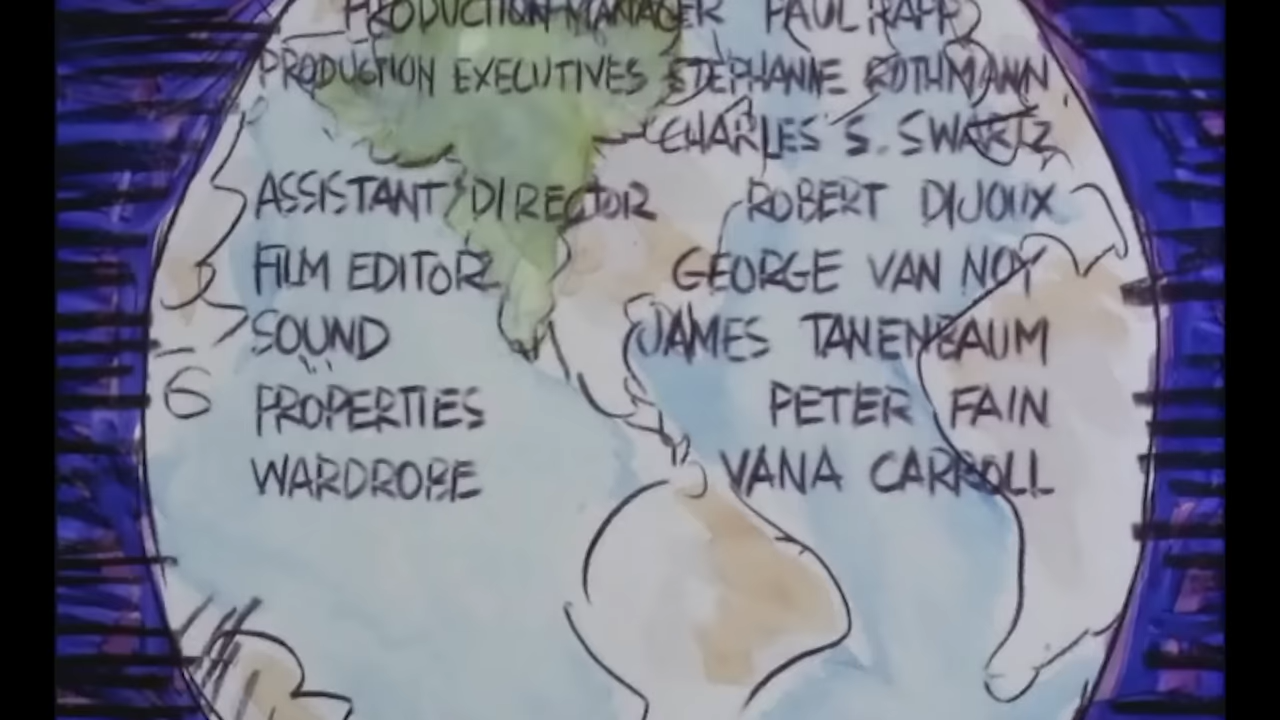 PRODUCTION MANAGER PAUL RAPP
PRODUCTION EXECUTIVES STEPHANIE ROTHMANN
CHARLES S. SWARTZ
ASSISTANT DIRECTOR ROBERT DIJOUX
FILM EDITOR GEORGE VAN NOY
SOUND JAMES TANENBAUM
PROPERTIES PETER FAIN
WARDROBE VANA CARROLL